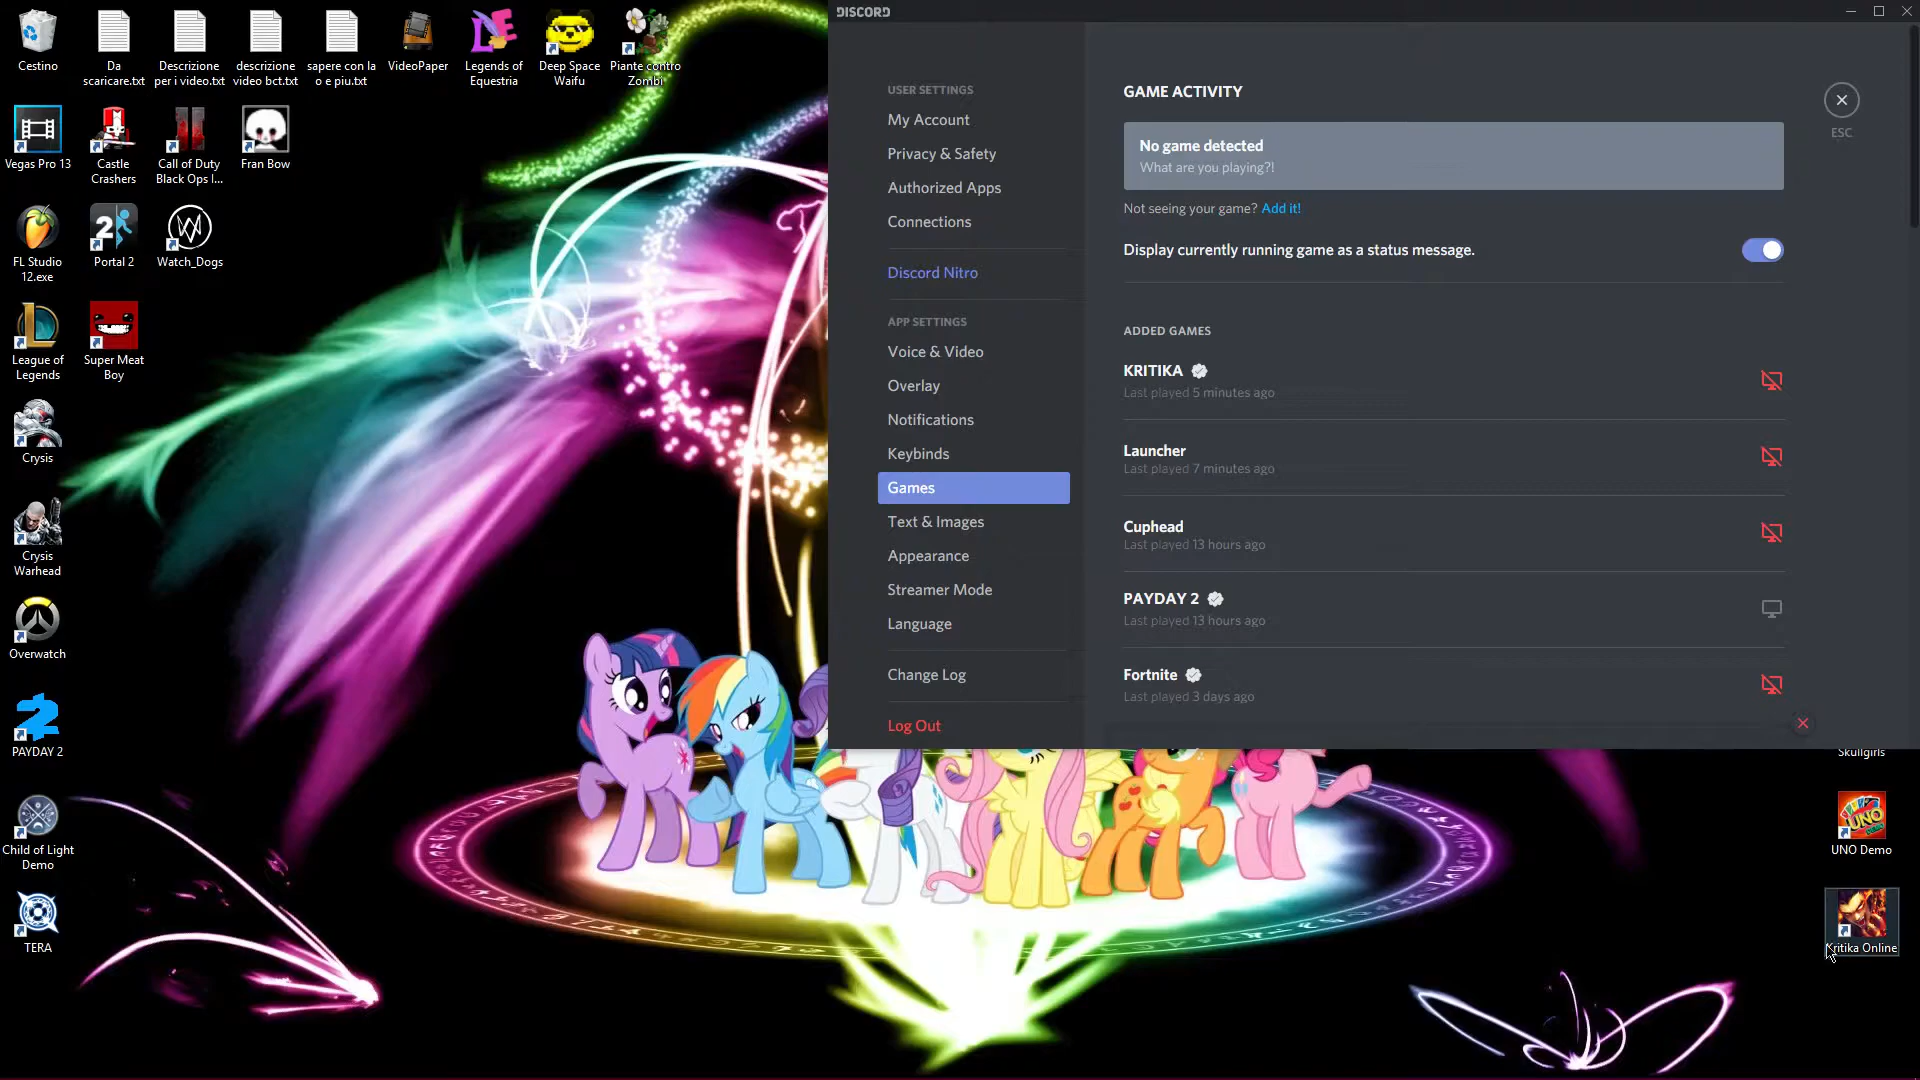 Cestino
Da
scaricare.txt
Descrizione
per i video.txt
descrizione
video bct.txt
sapere con la
o e piu.txt
VideoPaper
Legends of
Equestria
Deep Space
Waifu
Piante contro
Zombi
Vegas Pro 13
Castle
Crashers
Call of Duty
Black Ops I...
Fran Bow
FL Studio
12.exe
2
Portal 2
Watch_Dogs
League of
Legends
Super Meat
Boy
Crysis
Crysis
Warhead
Overwatch
2
PAYDAY 2
Child of Light
Demo
TERA
DISCORD
USER SETTINGS
My Account
Privacy & Safety
Authorized Apps
Connections
Discord Nitro
APP SETTINGS
Voice & Video
Overlay
Notifications
Keybinds
Games
Text & Images
Appearance
Streamer Mode
Language
Change Log
Log Out
GAME ACTIVITY
ESC
No game detected
What are you playing?!
Not seeing your game? Add it!
Display currently running game as a status message.
ADDED GAMES
KRITIKA
Last played 5 minutes ago
Launcher
Last played 7 minutes ago
Cuphead
Last played 13 hours ago
PAYDAY 2
Last played 13 hours ago
Fortnite
Last played 3 days ago
Skullgirls
UNO
UNO Demo
Kritika Online